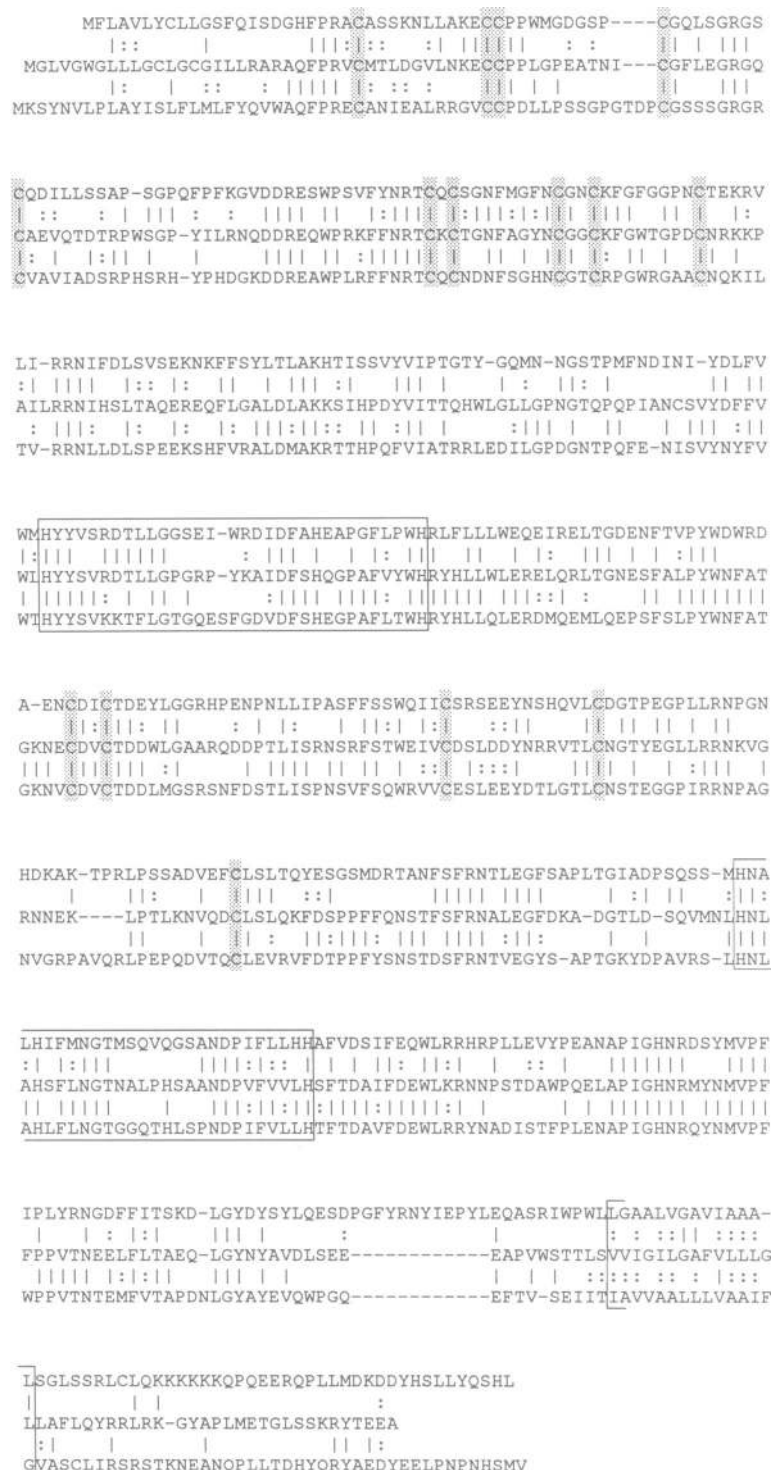 MFLAVLYCLLGSFQISDGHFPRACASSKNLLAKECCPPWMGDGSP----CGQLSGRGS
MGLVGWGLLLGCLGCGILLRARAQFPRVCMTLDGVLNKECCPPLGPEATNI---CGFLEGRGQ
MKSYNVLPLAYISLFLMLFYQVWAQFPRECANIEALRRGVCCPDLLPSSGPGTDPCGSSSGRGR
CQDILLSSAP-SGPQFPFKGVDDRESWPSVFYNRTCQCSGNFMGFNCGNCKFGFGGPNCTEKRV
CAEVQTDTRPWSGP-YILRNQDDREQWPRKFFNRTCKCTGNFAGYNCGGCKFGWTGPDCNRKKP
CVAVIADSRPHSRH-YPHDGKDDREAWPLRFFNRTCQCNDNFSGHNCGTCRPGWRGAACNQKIL
LI-RRNIFDLSVSEKNKFFSYLTLAKHTISSVYVIPTGTY-GQMN-NGSTPMFNDINI-YDLFV
AILRRNIHSLTAQEREQFLGALDLAKKSIHPDYVITTQHWLGLLGPNGTQPQPIANCSVYDFFV
TV-RRNLLDLSPEEKSHFVRALDMAKRTTHPQFVIATRRLEDILGPDGNTPQFE-NISVYNYFV
WMHYYVSRDTLLGGSEI-WRDIDFAHEAPGFLPWHRLFLLLWEQEIRELTGDENFTVPYWDWRD
WLHYYSVRDTLLGPGRP-YKAIDFSHQGPAFVYWHRYHLLWLERELQRLTGNESFALPYWNFAT
WTHYYSVKKTFLGTGQESFGDVDFSHEGPAFLTWHRYHLLQLERDMQEMLQEPSFSLPYWNFAT
A-ENCDICTDEYLGGRHPENPNLLIPASFFSSWQIICSRSEEYNSHQVLCDGTPEGPLLRNPGN
GKNECDVCTDDWLGAARQDDPTLISRNSRFSTWEIVCDSLDDYNRRVTLCNGTYEGLLRRNKVG
GKNVCDVCTDDLMGSRSNFDSTLISPNSVFSQWRVVCESLEEYDTLGTLCNSTEGGPIRRNPAG
HDKAK-TPRLPSSADVEFCLSLTQYESGSMDRTANFSFRNTLEGFSAPLTGIADPSQSS-MHNA
RNNEK----LPTLKNVQDCLSLQKFDSPPFFQNSTFSFRNALEGFDKA-DGTLD-SQVMNLHNL
NVGRPAVQRLPEPQDVTQCLEVRVFDTPPFYSNSTDSFRNTVEGYS-APTGKYDPAVRS-LHNL
LHIFMNGTMSQVQGSANDPIFLLHHAFVDSIFEQWLRRHRPLLEVYPEANAPIGHNRDSYMVPF
AHSFLNGTNALPHSAANDPVFVVLHSFTDAIFDEWLKRNNPSTDAWPQELAPIGHNRMYNMVPF
AHLFLNGTGGQTHLSPNDPIFVLLHTFTDAVFDEWLRRYNADISTFPLENAPIGHNRQYNMVPF
IPLYRNGDFFITSKD-LGYDYSYLQESDPGFYRNYIEPYLEQASRIWPWLLGAALVGAVIAAA-
FPPVTNEELFLTAEQ-LGYNYAVDLSEE------------EAPVWSTTLSVVIGILGAFVLLLG
WPPVTNTEMFVTAPDNLGYAYEVQWPGQ------------EFTV-SEIITIAVVAALLLVAAIF
LSGLSSRLCLQKKKKKKQPQEERQPLLMDKDDYHSLLYQSHL
LLAFLQYRRLRK-GYAPLMETGLSSKRYTEEA
GVASCLIRSRSTKNEANQPLLTDHYQRYAEDYEELPNPNHSMV